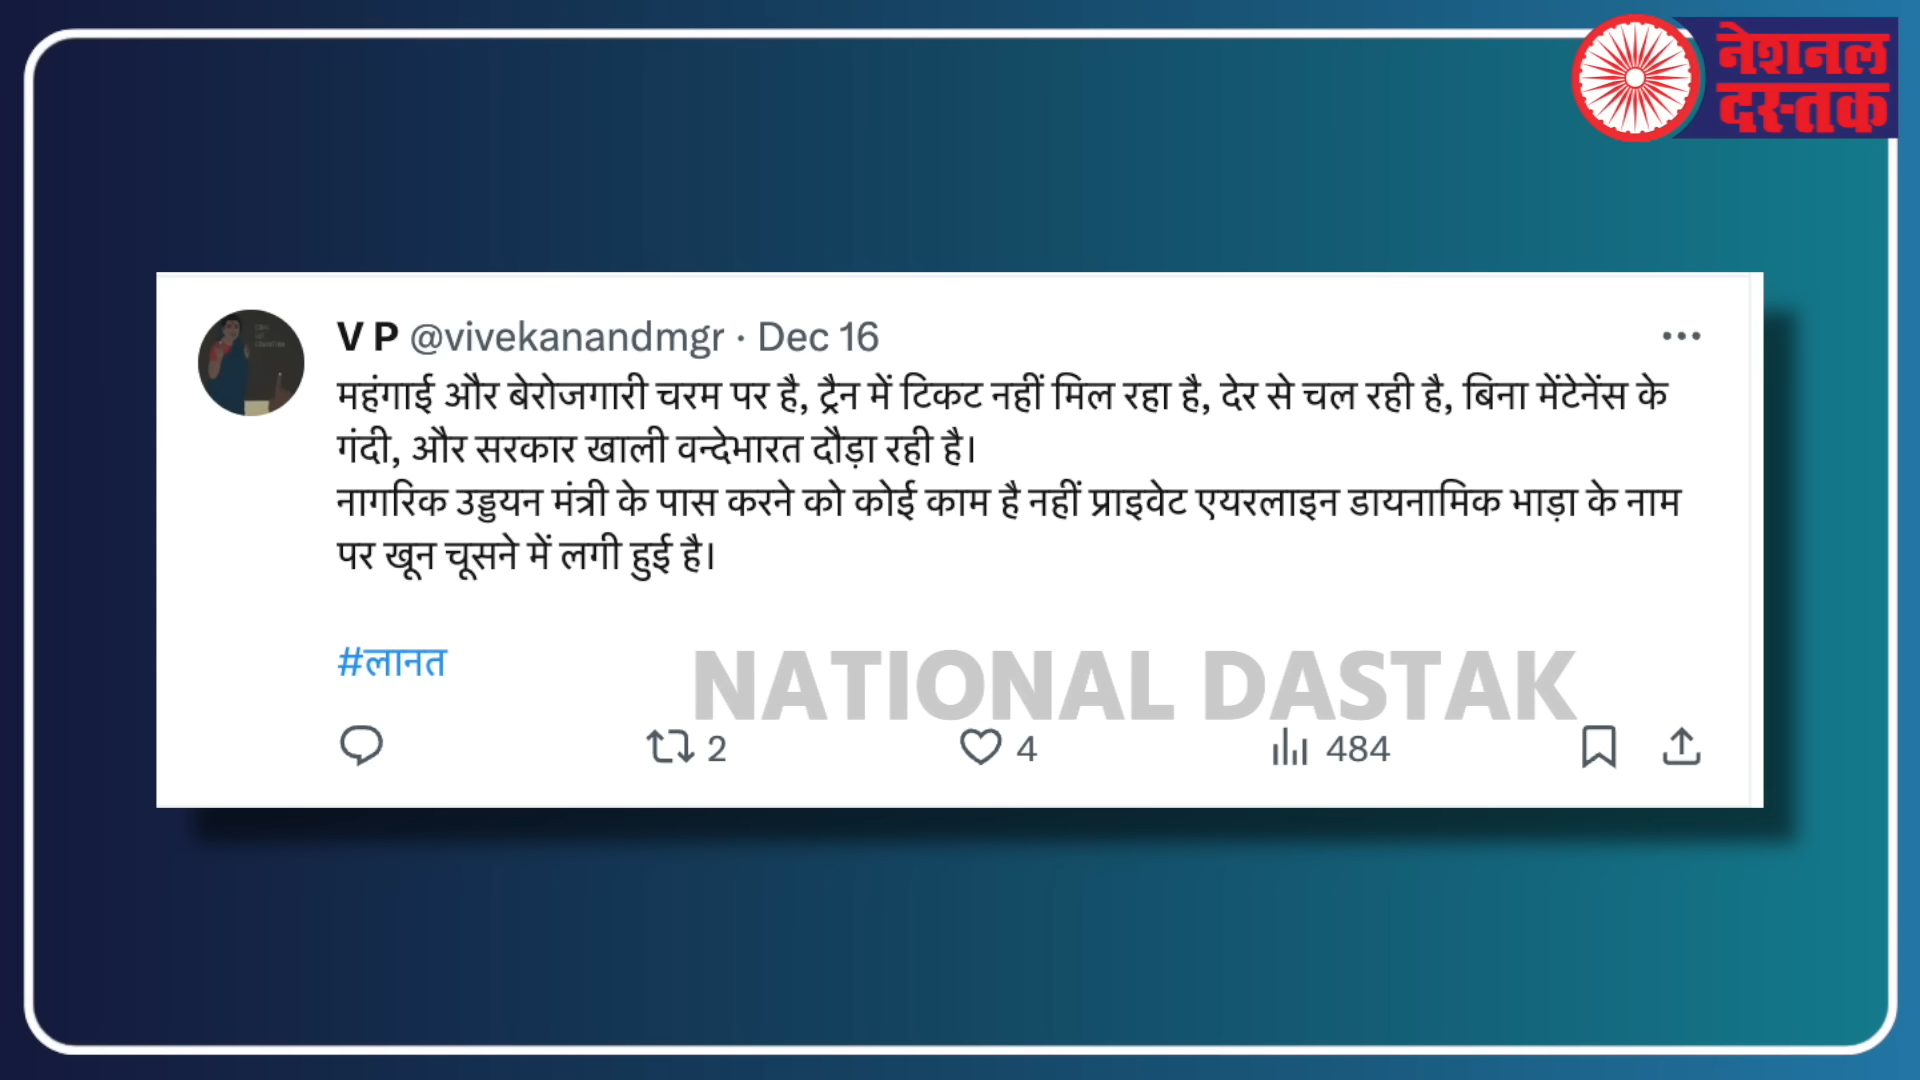 नेशनल
दस्तक
V P @vivekanandmgr · Dec 16
महंगाई और बेरोजगारी चरम पर है, ट्रैन में टिकट नहीं मिल रहा है, देर से चल रही है, बिना मेंटेनेंस के
गंदी, और सरकार खाली वन्देभारत दौड़ा रही है।
नागरिक उड्डयन मंत्री के पास करने को कोई काम है नहीं प्राइवेट एयरलाइन डायनामिक भाड़ा के नाम
पर खून चूसने में लगी हुई है।
#लानत
NATIONAL DASTAK
2 4 484